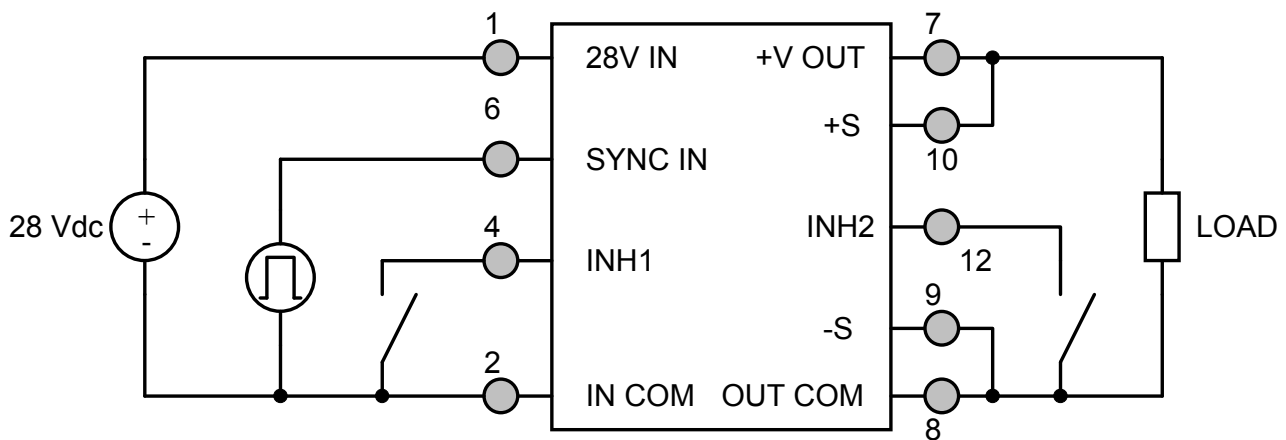 1
7
28V IN
+V OUT
6
+S
10
SYNC IN
28 Vdc
+
-
4
INH1
INH2
12
LOAD
9
-S
2
IN COM
OUT COM
8